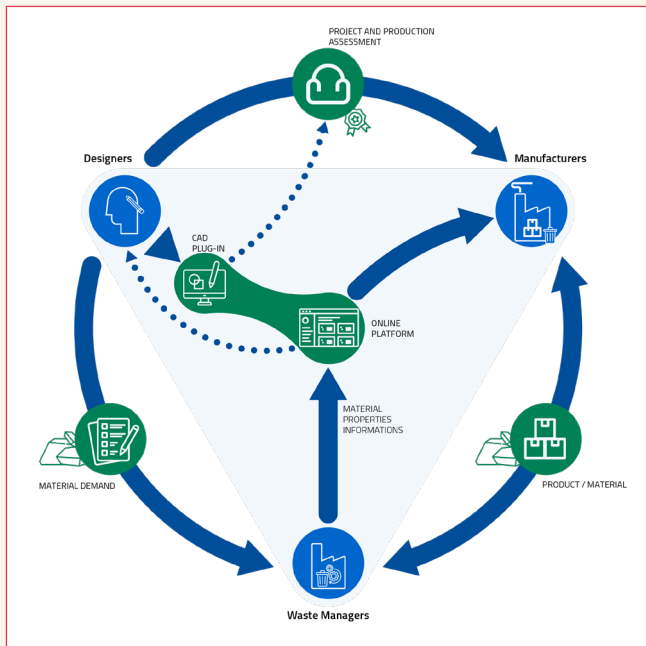 PROJECT AND PRODUCTION
ASSESSMENT
Designers
Manufacturers
CAD
PLUG-IN
ONLINE
PLATFORM
MATERIAL
PROPERTIES
INFORMATIONS
MATERIAL DEMAND
PRODUCT / MATERIAL
Waste Managers